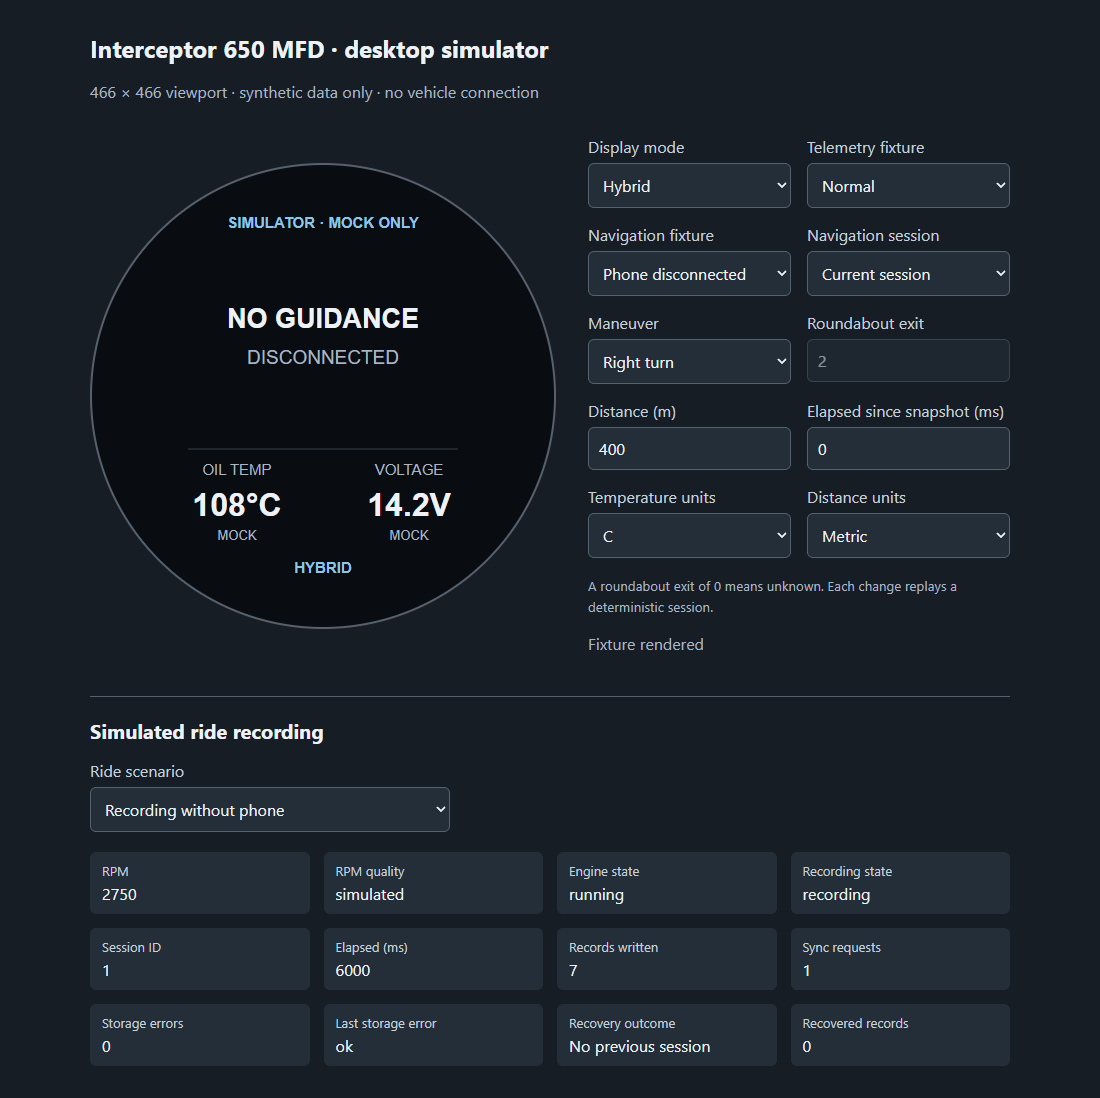 Interceptor 650 MFD · desktop simulator
466 × 466 viewport · synthetic data only · no vehicle connection
SIMULATOR · MOCK ONLY
NO GUIDANCE
DISCONNECTED
OIL TEMP VOLTAGE
108°C 14.2V
MOCK MOCK
HYBRID
Display mode Telemetry fixture
Hybrid Normal
Navigation fixture Navigation session
Phone disconnected Current session
Maneuver Roundabout exit
Right turn 2
Distance (m) Elapsed since snapshot (ms)
400 0
Temperature units Distance units
C Metric
A roundabout exit of 0 means unknown. Each change replays a
deterministic session.
Fixture rendered
Simulated ride recording
Ride scenario
Recording without phone
RPM RPM quality Engine state Recording state
2750 simulated running recording
Session ID Elapsed (ms) Records written Sync requests
1 6000 7 1
Storage errors Last storage error Recovery outcome Recovered records
0 ok No previous session 0